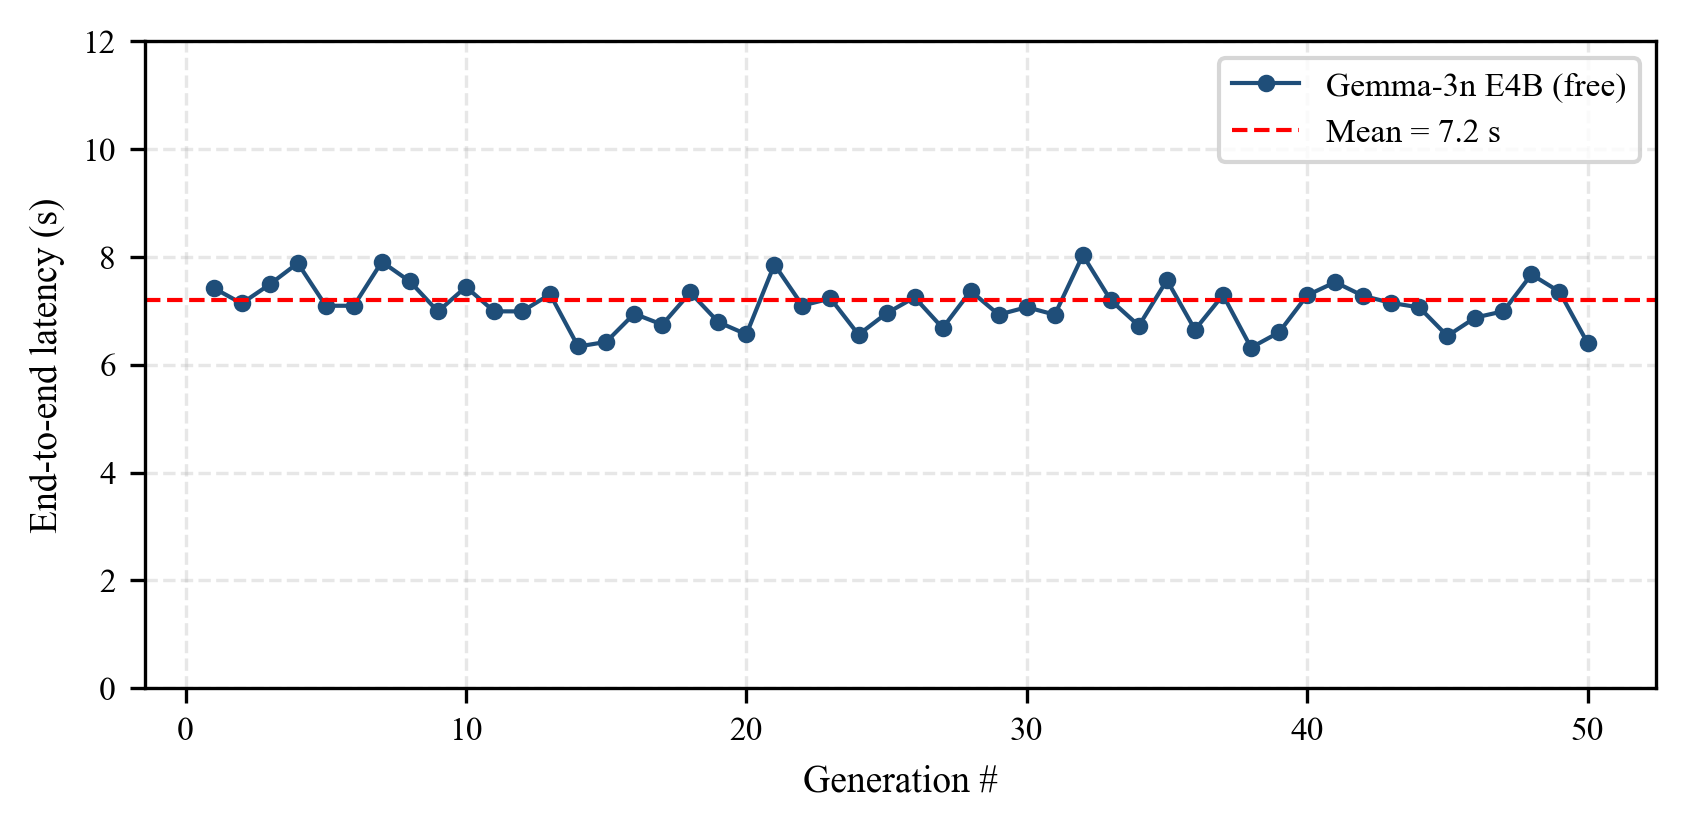 12
10
8
6
4
2
0
End-to-end latency (s)
Gemma-3n E4B (free)
Mean = 7.2 s
0 10 20 30 40 50
Generation #